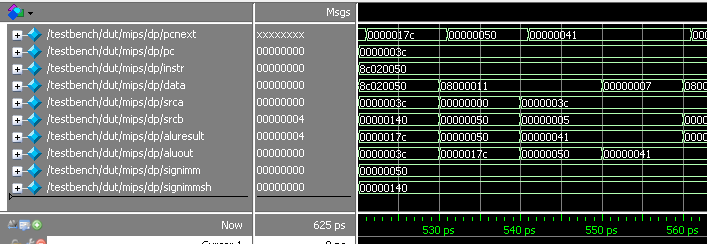 Msgs
/testbench/dut/mips/dp/pcnext xxxxxxxx 0000017c 00000050 00000041
/testbench/dut/mips/dp/pc 00000000 0000003c
/testbench/dut/mips/dp/instr 00000000 8c020050
/testbench/dut/mips/dp/data 00000000 8c020050 08000011 00000007 0800
/testbench/dut/mips/dp/srca 00000000 0000003c 00000000 0000003c
/testbench/dut/mips/dp/srcb 00000004 00000140 00000050 00000005 0000
/testbench/dut/mips/dp/aluresult 00000004 0000017c 00000050 00000041 0000
/testbench/dut/mips/dp/aluout 00000000 0000003c 0000017c 00000050 00000041
/testbench/dut/mips/dp/signimm 00000000 00000050
/testbench/dut/mips/dp/signimmsh 00000000 00000140
Now 625 ps 530 ps 540 ps 550 ps 560 ps